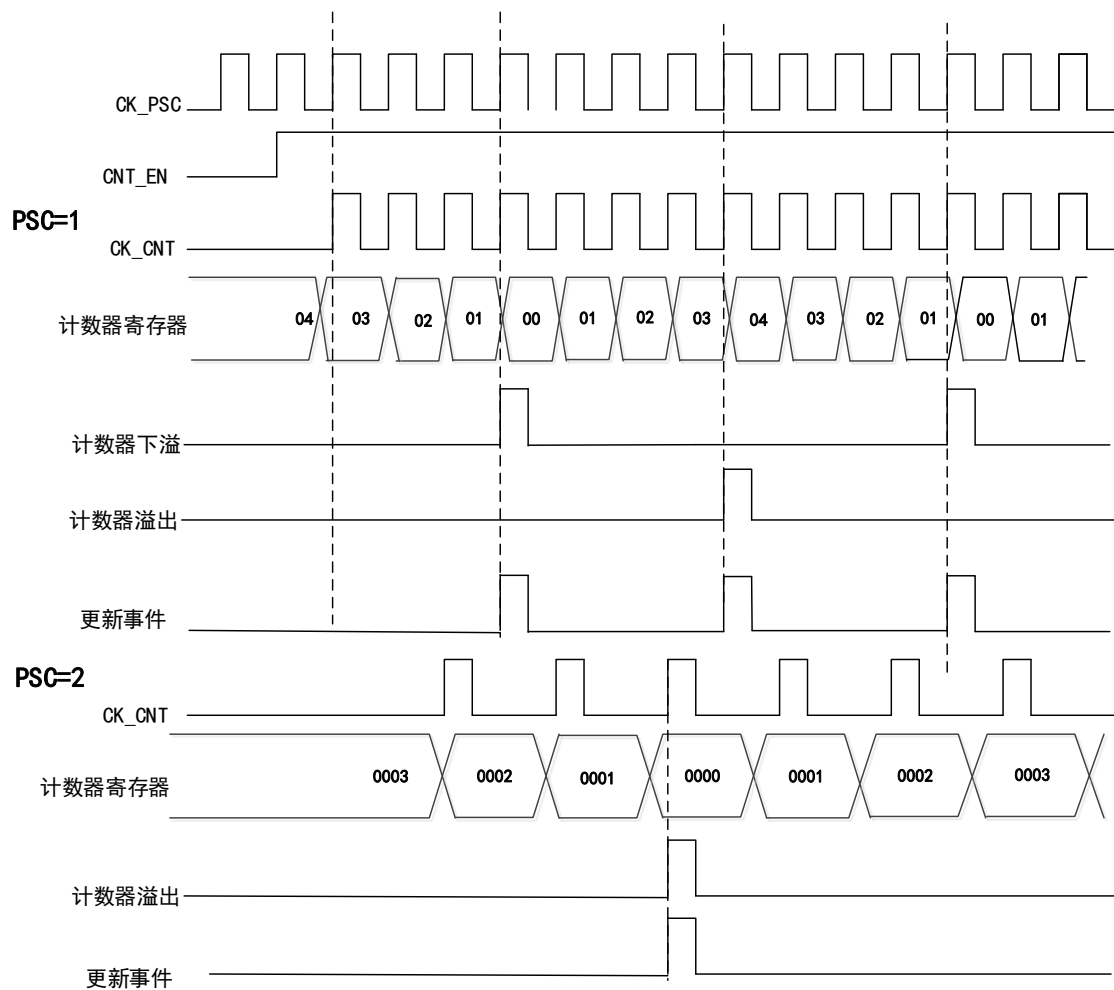 CK_PSC
CNT_EN
PSC=1
CK_CNT
计数器寄存器 04 03 02 01 00 01 02 03 04 03 02 01 00 01
计数器下溢
计数器溢出
更新事件
PSC=2
CK_CNT
计数器寄存器 0003 0002 0001 0000 0001 0002 0003
计数器溢出
更新事件